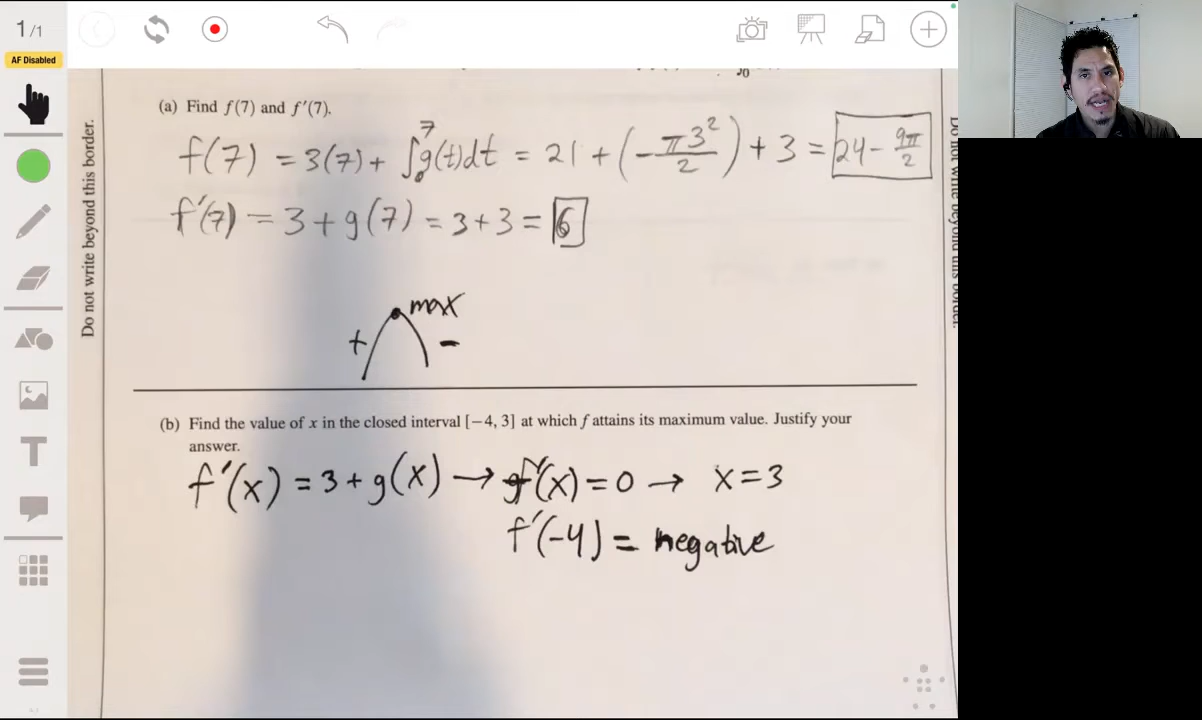 1/1
AF Disabled
(a) Find f(7) and f′(7).
f(7) = 3(7) + ∫₀⁷ g(t)dt = 21 + (−π3²/2) + 3 = 24 − 9π/2
f′(7) = 3 + g(7) = 3 + 3 = 6
max
+ −
(b) Find the value of x in the closed interval [−4, 3] at which f attains its maximum value. Justify your
answer.
f′(x) = 3 + g(x) → f′(x) = 0 → x = 3
f′(−4) = negative
Do not write beyond this border.
Do not write beyond this border.
T